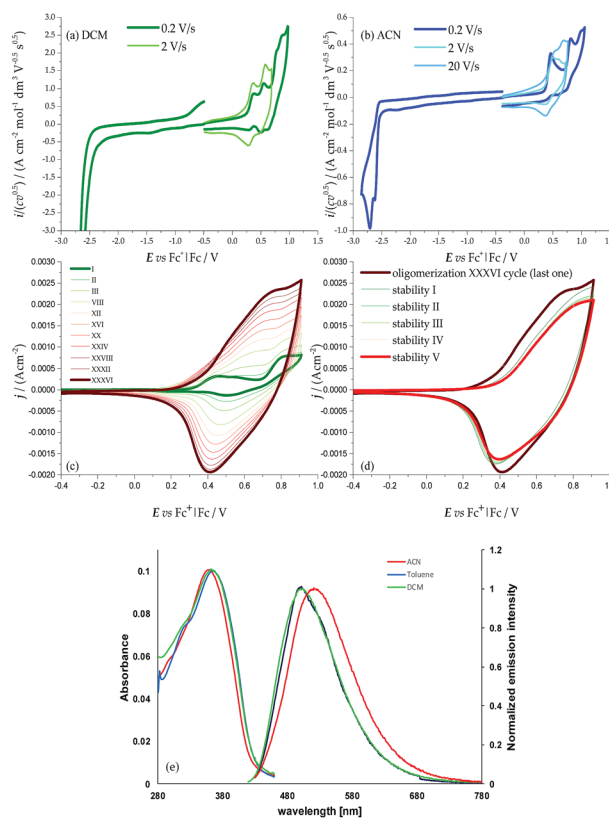 (a) DCM
0.2 V/s
2 V/s
3.0
2.5
2.0
1.5
1.0
0.5
0.0
-0.5
-1.0
-1.5
-2.0
-2.5
-3.0
i/(cv^0.5) / (A cm^-2 mol^-1 dm^3 V^-0.5 s^0.5)
-3.0 -2.5 -2.0 -1.5 -1.0 -0.5 0.0 0.5 1.0 1.5
E vs Fc^+|Fc / V
(b) ACN
0.2 V/s
2 V/s
20 V/s
0.6
0.4
0.2
0.0
-0.2
-0.4
-0.6
-0.8
-1.0
i/(cv^0.5) / (A cm^-2 mol^-1 dm^3 V^-0.5 s^0.5)
-3.0 -2.5 -2.0 -1.5 -1.0 -0.5 0.0 0.5 1.0 1.5
E vs Fc^+|Fc / V
I
II
III
VIII
XII
XVI
XX
XXIV
XXVIII
XXXII
XXXVI
0.0030
0.0025
0.0020
0.0015
0.0010
0.0005
0.0000
-0.0005
-0.0010
-0.0015
-0.0020
j / (Acm^-2)
(c)
-0.4 -0.2 0.0 0.2 0.4 0.6 0.8 1.0
E vs Fc^+|Fc / V
oligomerization XXXVI cycle (last one)
stability I
stability II
stability III
stability IV
stability V
0.0030
0.0025
0.0020
0.0015
0.0010
0.0005
0.0000
-0.0005
-0.0010
-0.0015
-0.0020
j / (Acm^-2)
(d)
-0.4 -0.2 0.0 0.2 0.4 0.6 0.8 1.0
E vs Fc^+|Fc / V
ACN
Toluene
DCM
0.1
0.08
0.06
0.04
0.02
0
Absorbance
1.2
1
0.8
0.6
0.4
0.2
0
Normalized emission intensity
(e)
280 380 480 580 680 780
wavelength [nm]